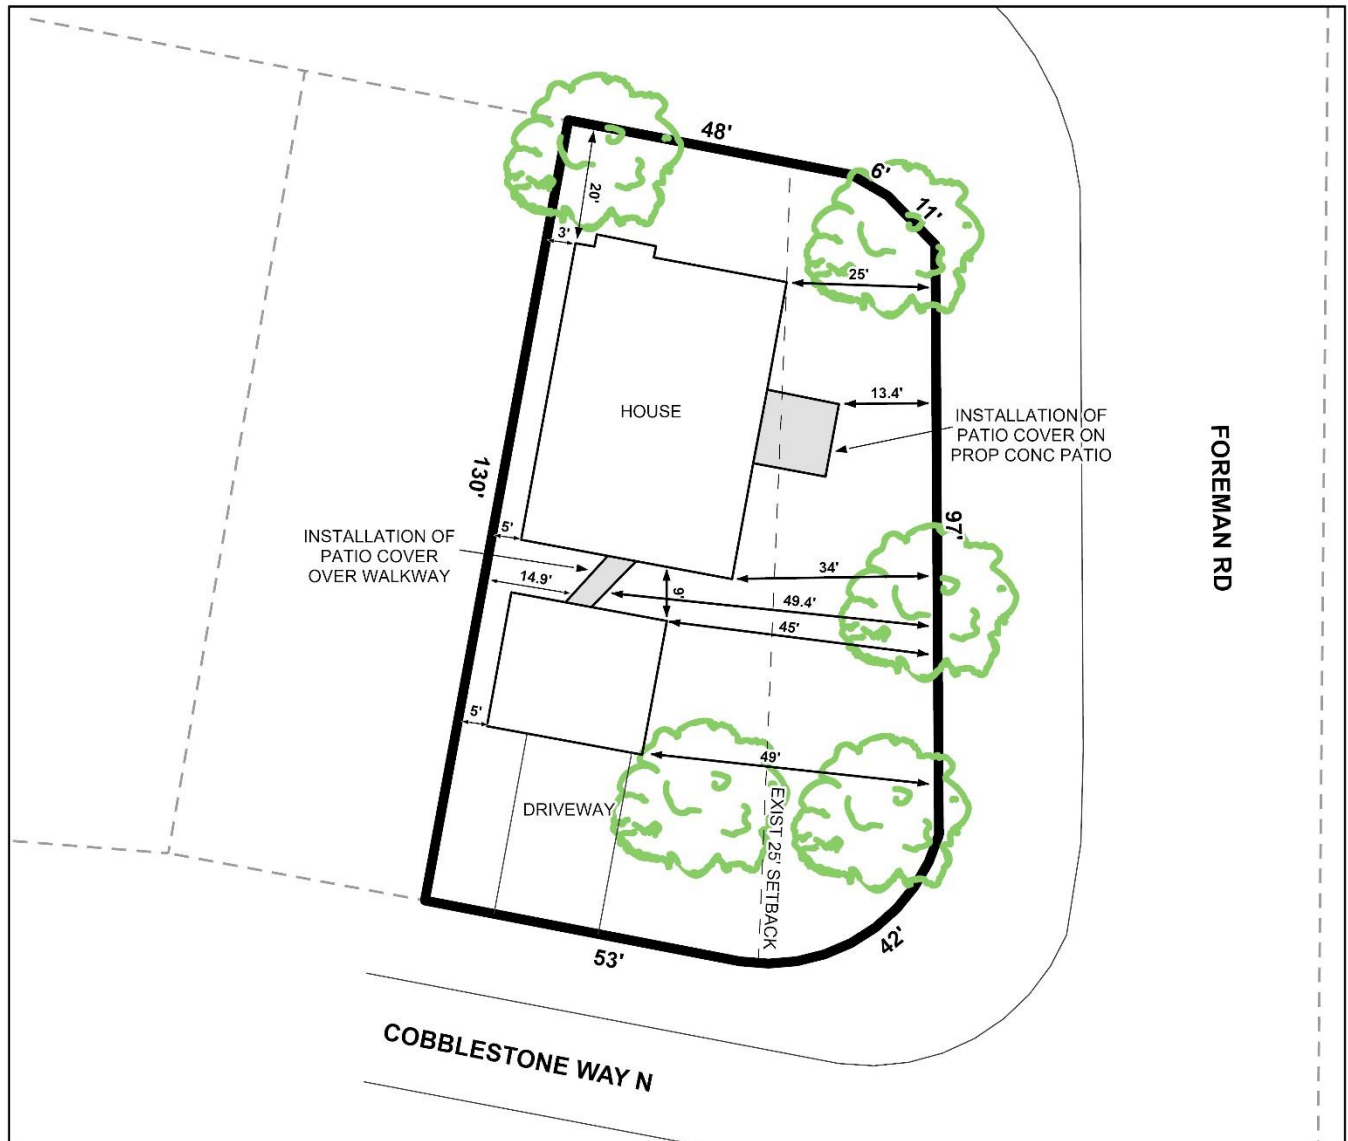 48'
6'
11'
20'
3'
25'
13.4'
HOUSE
INSTALLATION OF
PATIO COVER ON
PROP CONC PATIO
FOREMAN RD
130'
97'
5'
INSTALLATION OF
PATIO COVER
OVER WALKWAY
14.9'
9'
34'
49.4'
45'
5'
49'
DRIVEWAY
EXIST 25' SETBACK
42'
53'
COBBLESTONE WAY N